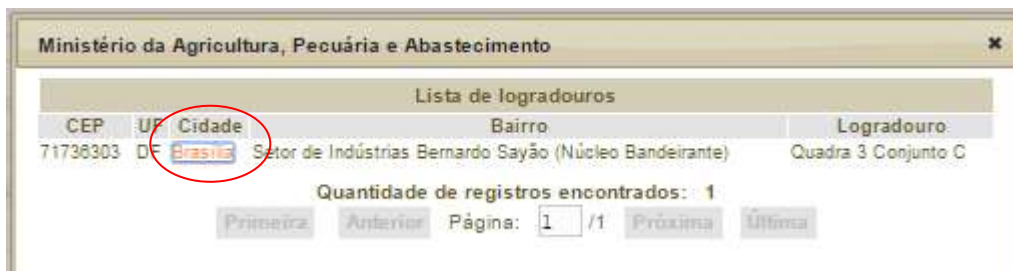 Ministério da Agricultura, Pecuária e Abastecimento ×
Lista de logradouros
CEP UF Cidade Bairro Logradouro
71736303 DF Brasília Setor de Indústrias Bernardo Sayão (Núcleo Bandeirante) Quadra 3 Conjunto C
Quantidade de registros encontrados: 1
Primeira Anterior Página: 1 /1 Próxima Última